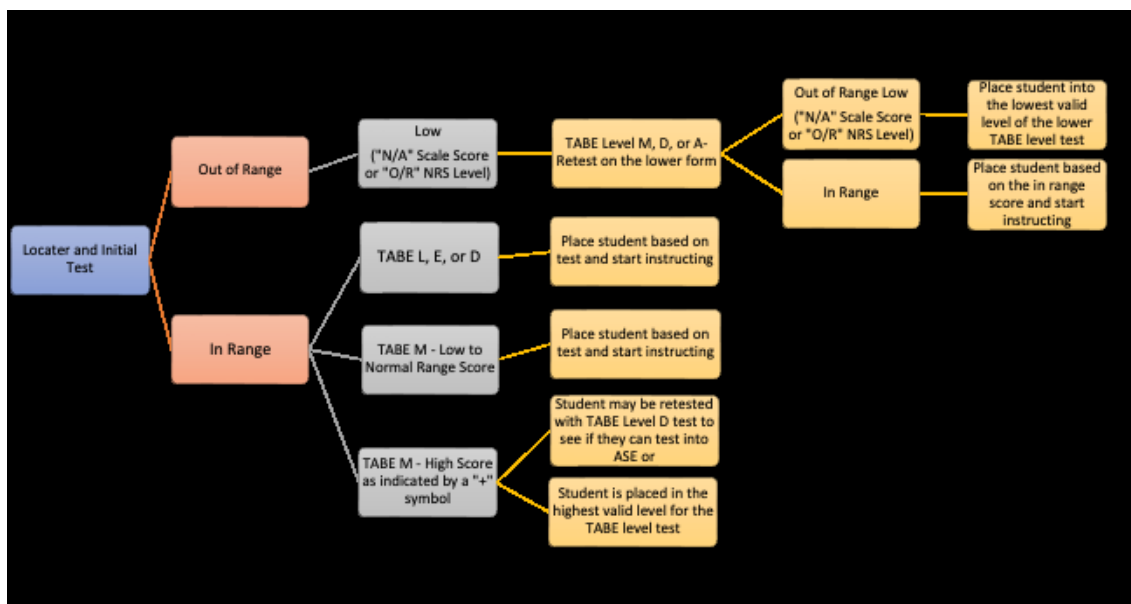 Locater and Initial
Test
Out of Range
In Range
Low
("N/A" Scale Score
or "O/R" NRS Level)
TABE L, E, or D
TABE M - Low to
Normal Range Score
TABE M - High Score
as indicated by a "+"
symbol
TABE Level M, D, or A-
Retest on the lower form
Place student based on
test and start instructing
Place student based on
test and start instructing
Student may be retested
with TABE Level D test to
see if they can test into
ASE or
Student is placed in the
highest valid level for the
TABE level test
Out of Range Low
("N/A" Scale Score
or "O/R" NRS Level)
In Range
Place student into
the lowest valid
level of the lower
TABE level test
Place student based
on the in range
score and start
instructing